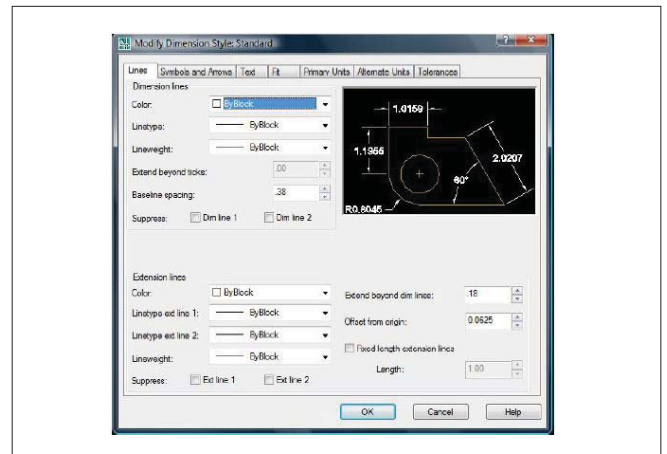 Modify Dimension Style: Standard
Lines Symbols and Arrows Text Fit Primary Units Alternate Units Tolerances
Dimension lines
Color: ByBlock
Linetype: ByBlock
Lineweight: ByBlock
Extend beyond ticks: .00
Baseline spacing: .38
Suppress: Dim line 1 Dim line 2
1.0159
1.1955
2.0207
60°
R0.8045
Extension lines
Color: ByBlock
Linetype ext line 1: ByBlock
Linetype ext line 2: ByBlock
Lineweight: ByBlock
Suppress: Ext line 1 Ext line 2
Extend beyond dim lines: .18
Offset from origin: 0.0625
Fixed length extension lines
Length: 1.00
OK Cancel Help